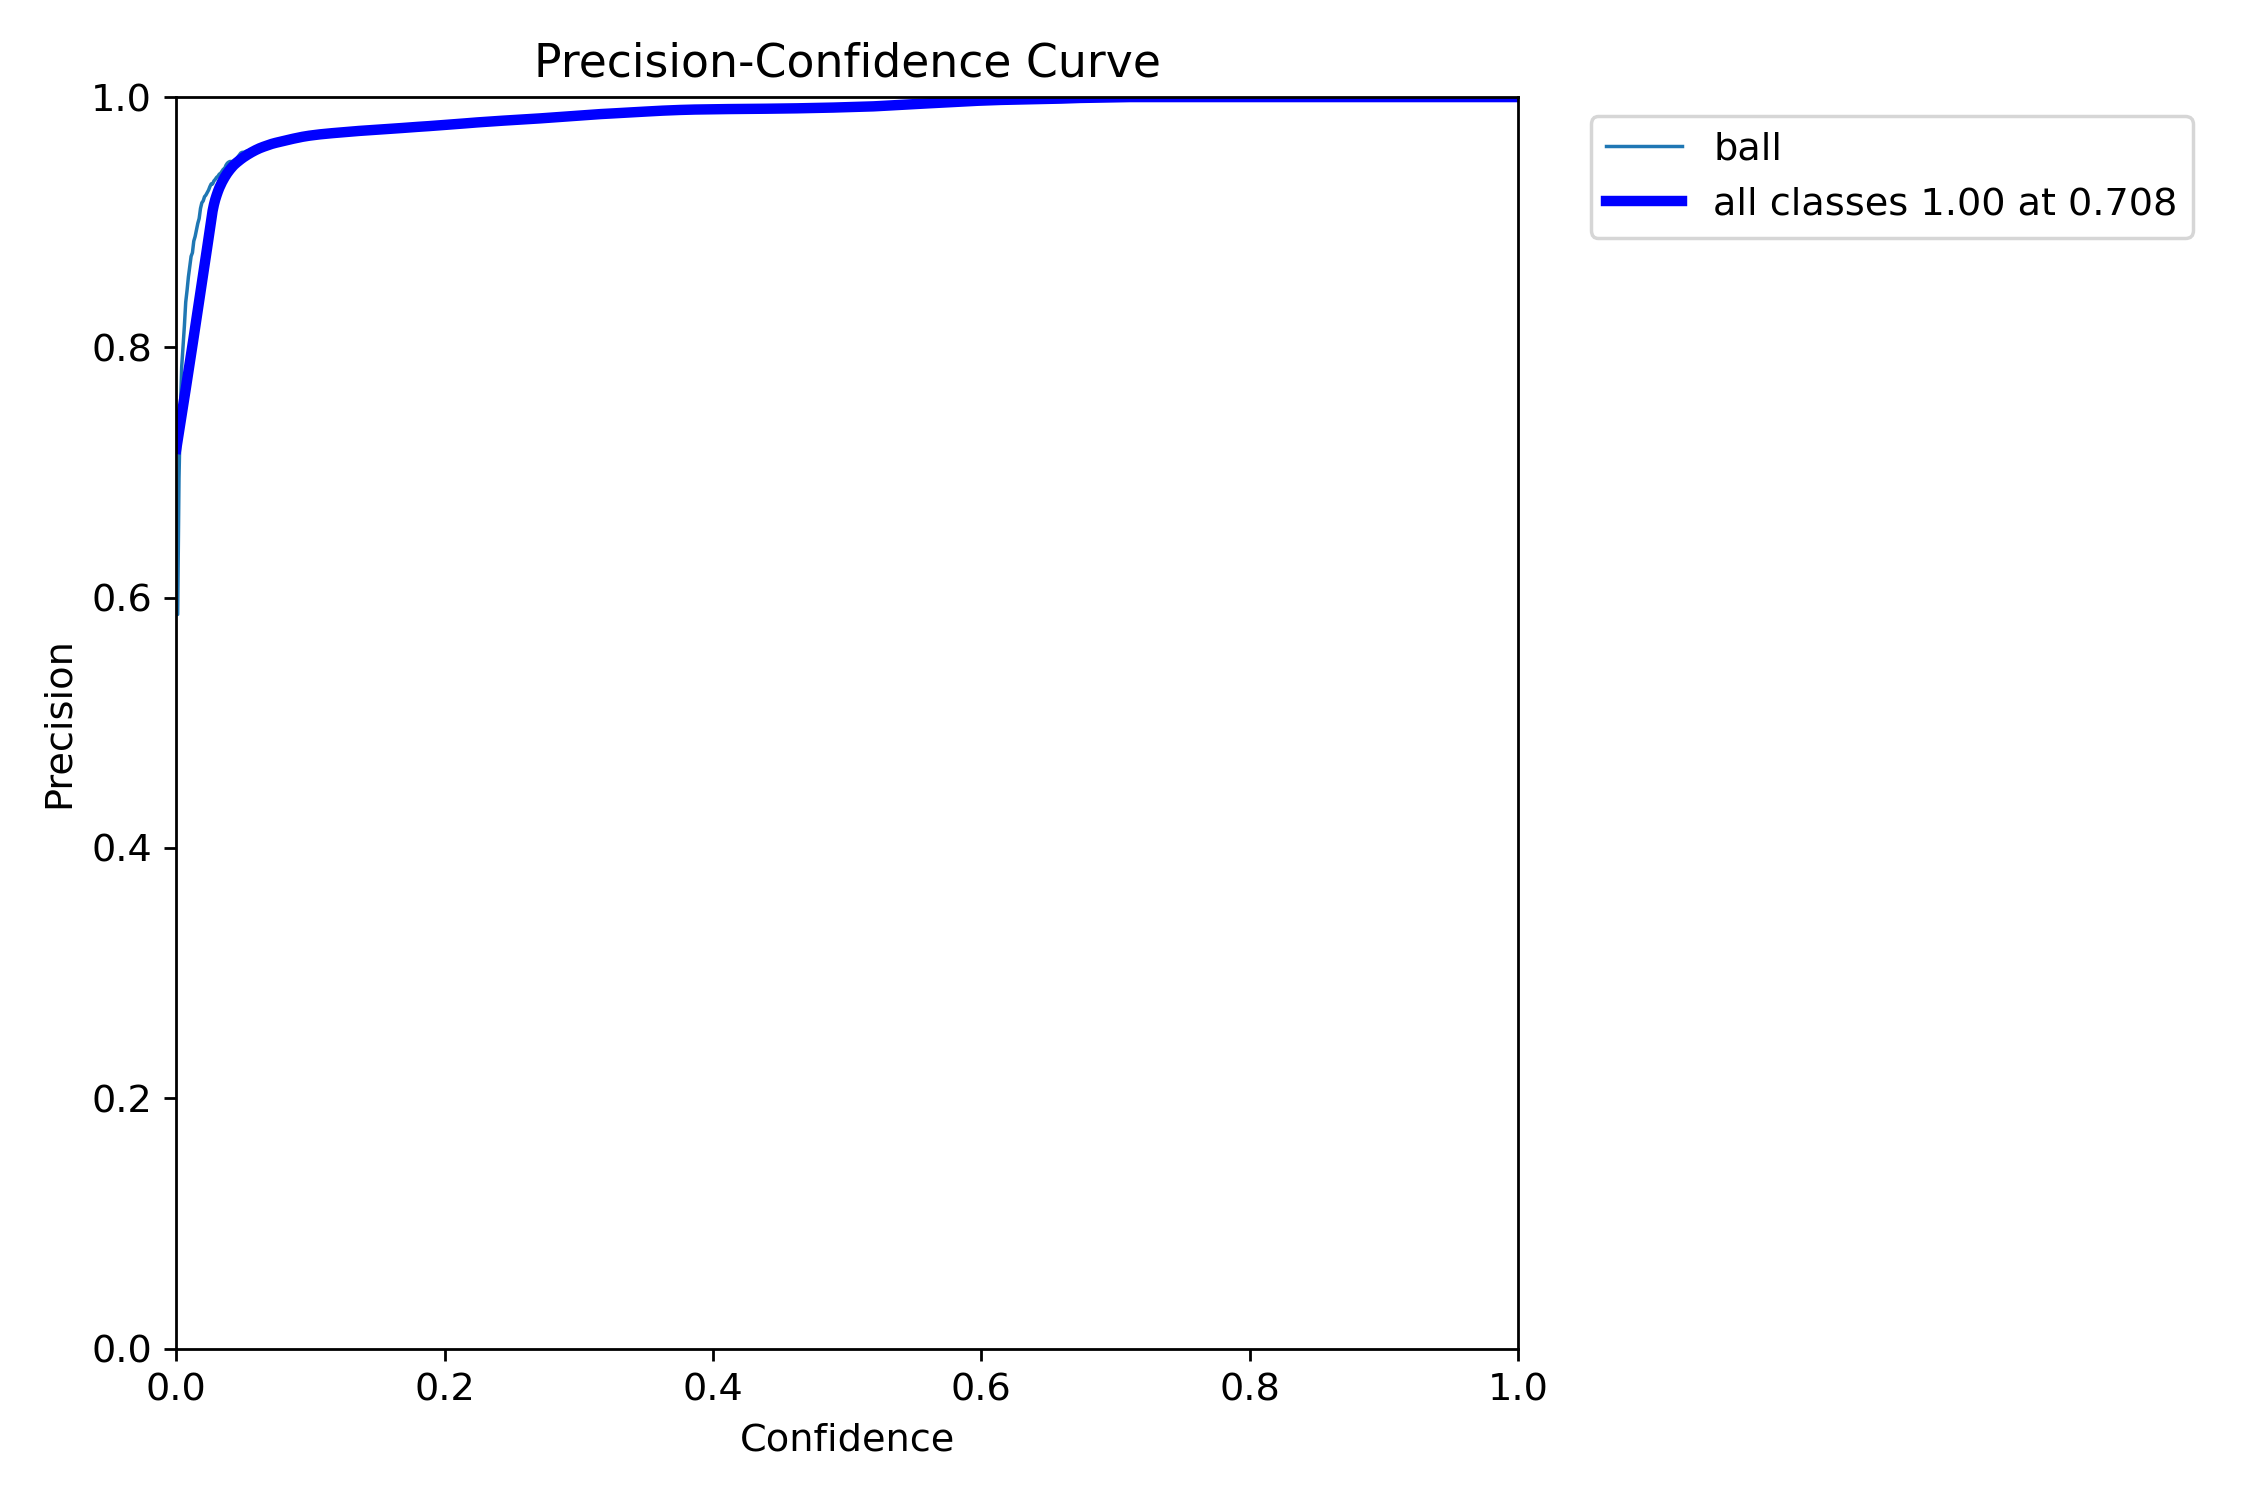 Precision-Confidence Curve
1.0
0.8
0.6
0.4
0.2
0.0
Precision
0.0 0.2 0.4 0.6 0.8 1.0
Confidence
ball
all classes 1.00 at 0.708